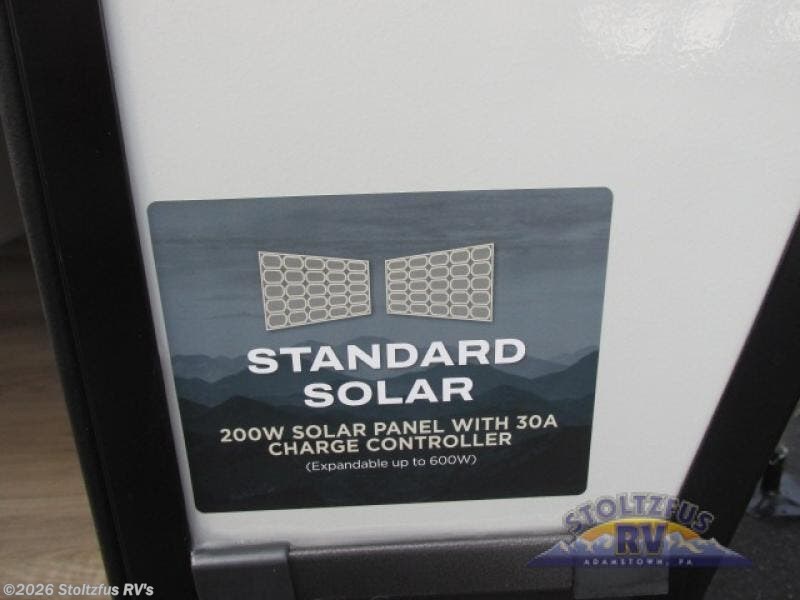 STANDARD
SOLAR
200W SOLAR PANEL WITH 30A
CHARGE CONTROLLER
(Expandable up to 600W)
STOLTZFUS
RV
ADAMSTOWN, PA
©2026 Stoltzfus RV's